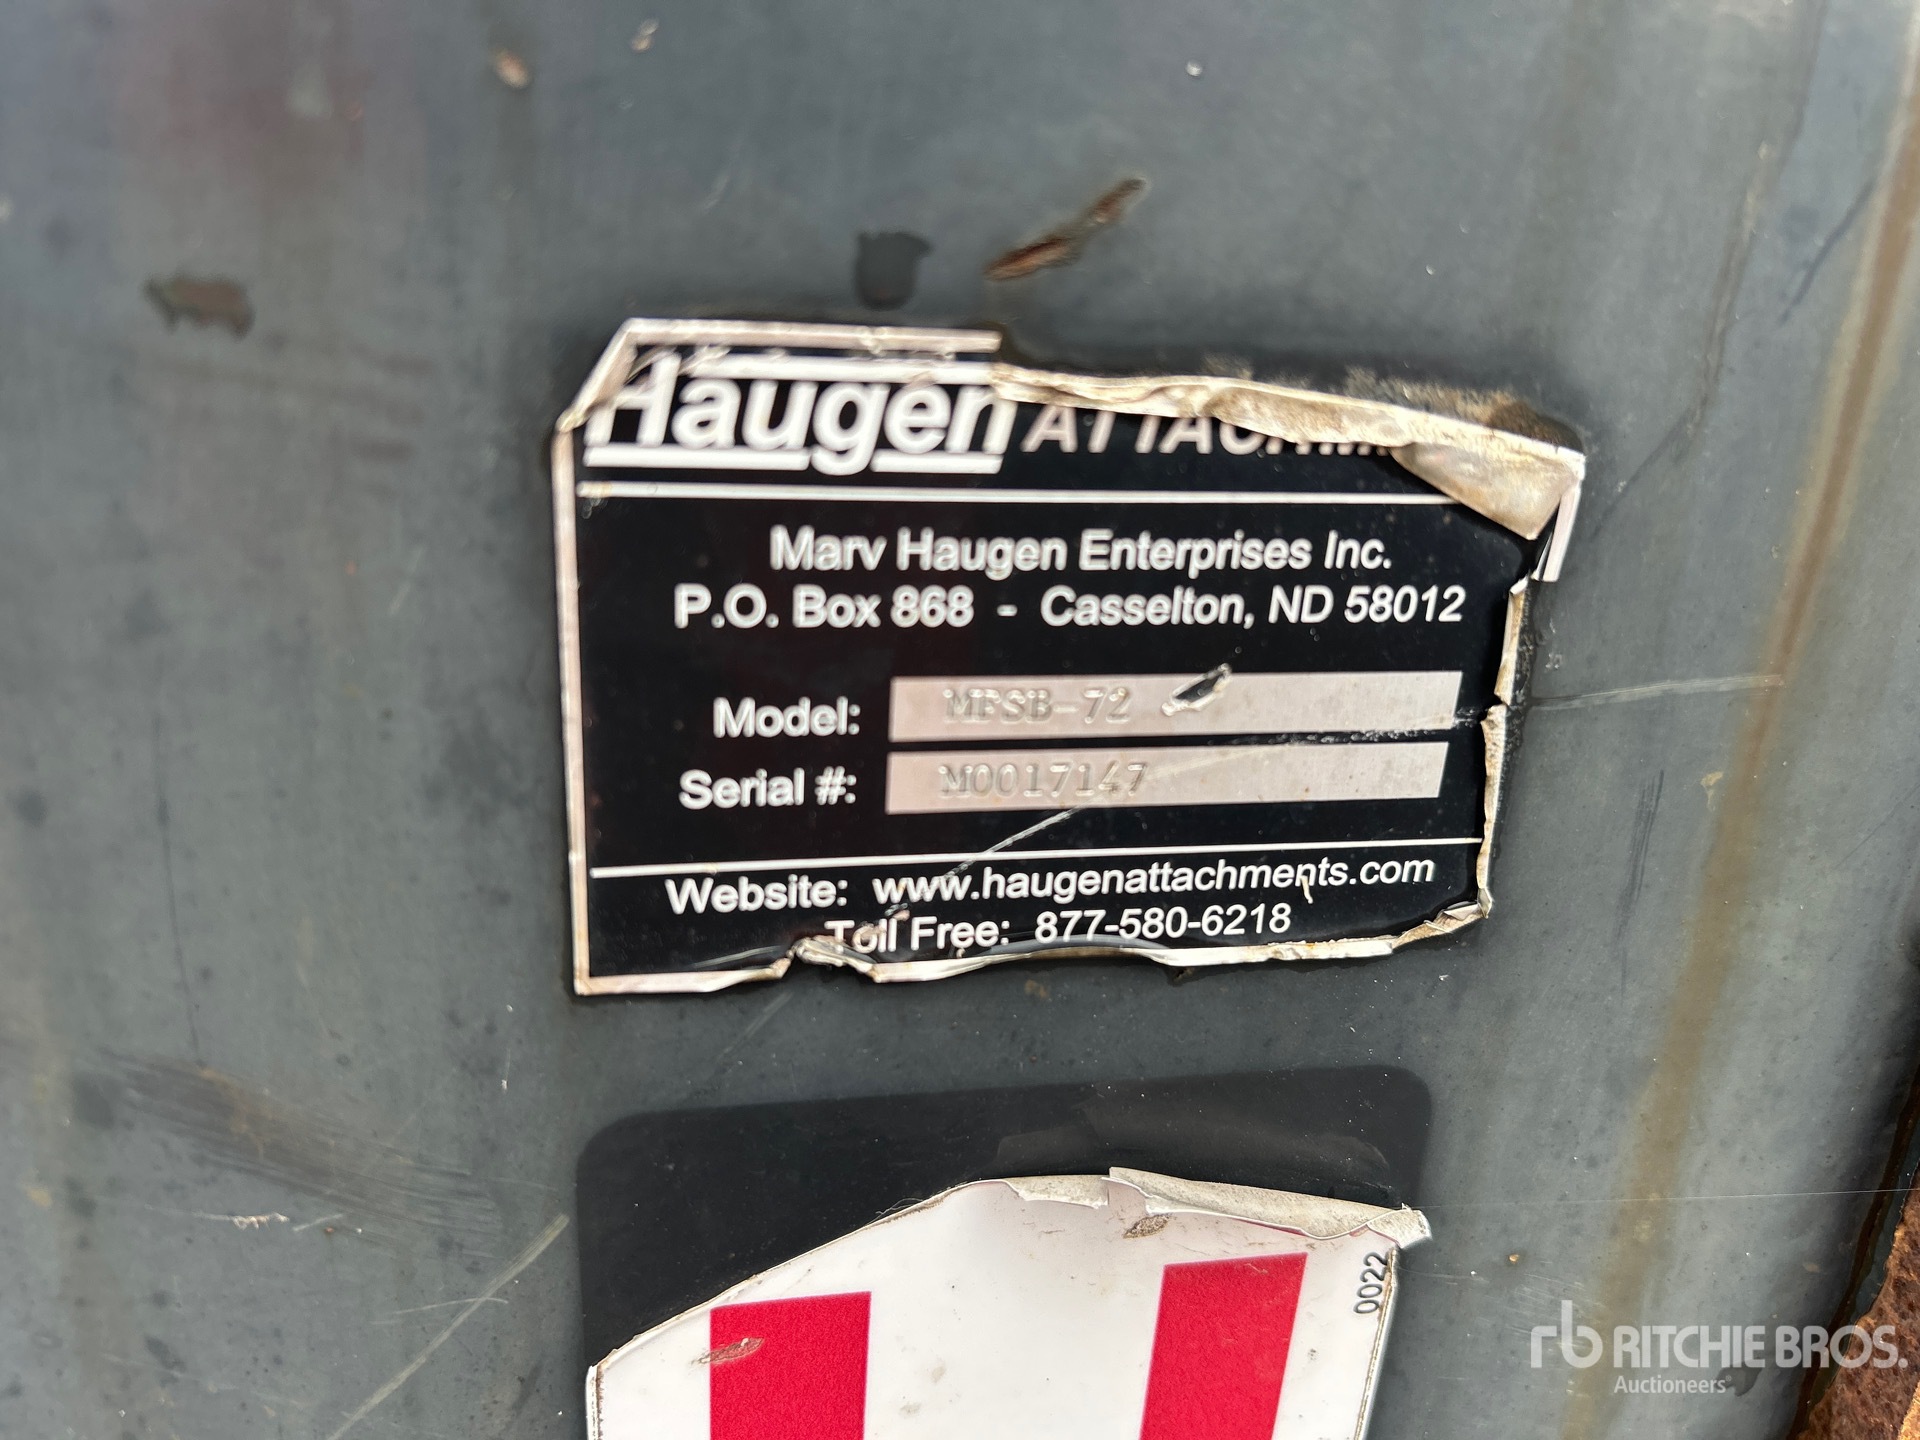 Haugen
Marv Haugen Enterprises Inc.
P.O. Box 868 - Casselton, ND 58012
Model: MFSB-72
Serial #: M0017147
Website: www.haugenattachments.com
Toll Free: 877-580-6218
0022
rb RITCHIE BROS.
Auctioneers